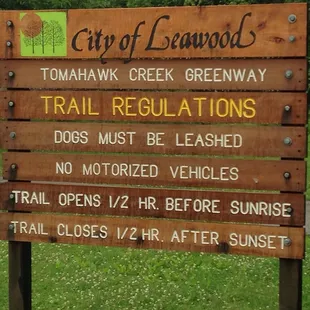 City of Leawood
TOMAHAWK CREEK GREENWAY
TRAIL REGULATIONS
DOGS MUST BE LEASHED
NO MOTORIZED VEHICLES
TRAIL OPENS 1/2 HR. BEFORE SUNRISE
TRAIL CLOSES 1/2 HR. AFTER SUNSET